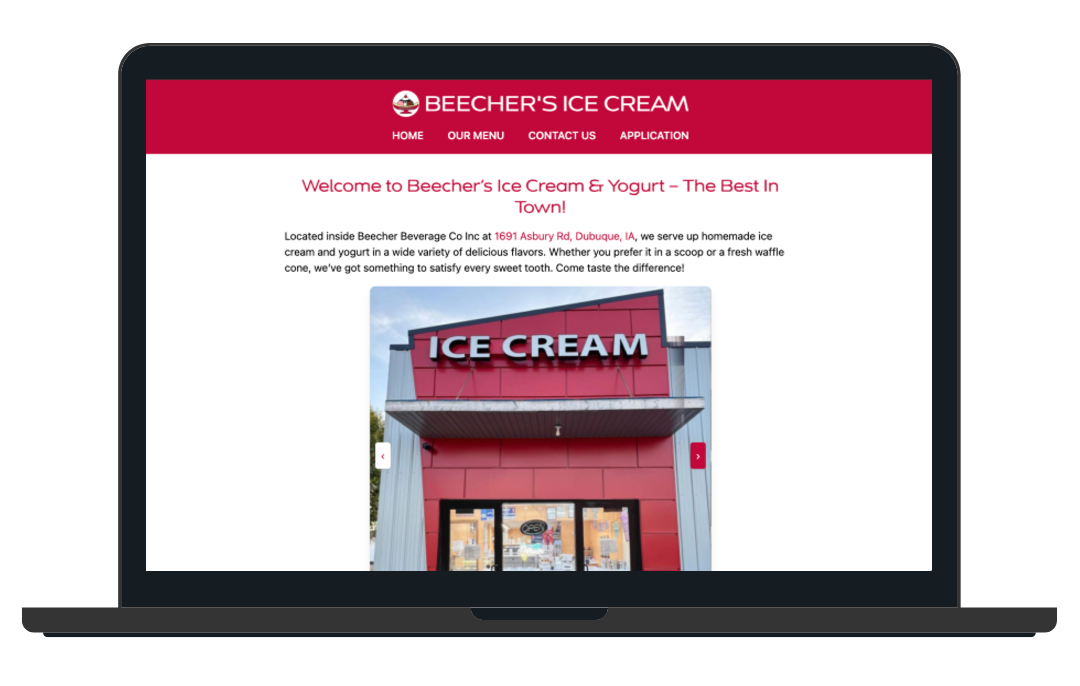 BEECHER'S ICE CREAM
HOME OUR MENU CONTACT US APPLICATION
Welcome to Beecher's Ice Cream & Yogurt – The Best In
Town!
Located inside Beecher Beverage Co Inc at 1691 Asbury Rd, Dubuque, IA, we serve up homemade ice
cream and yogurt in a wide variety of delicious flavors. Whether you prefer it in a scoop or a fresh waffle
cone, we've got something to satisfy every sweet tooth. Come taste the difference!
ICE CREAM
‹ ›
OPEN